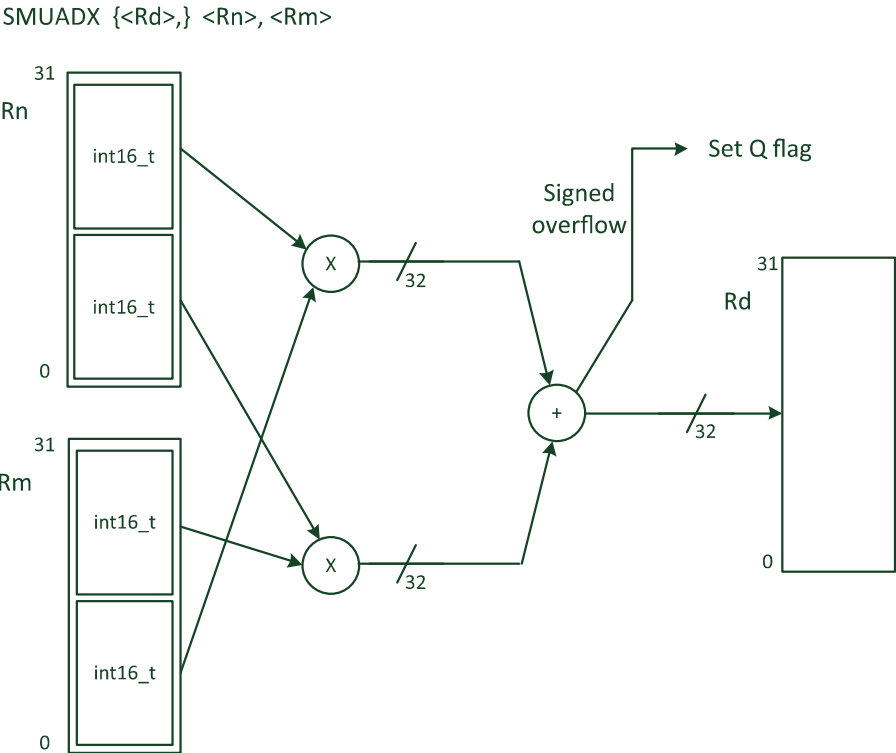 SMUADX {<Rd>,} <Rn>, <Rm>
31
Rn
int16_t
int16_t
0
31
Rm
int16_t
int16_t
0
X
32
X
32
+
Signed
overflow
Set Q flag
32
31
Rd
0